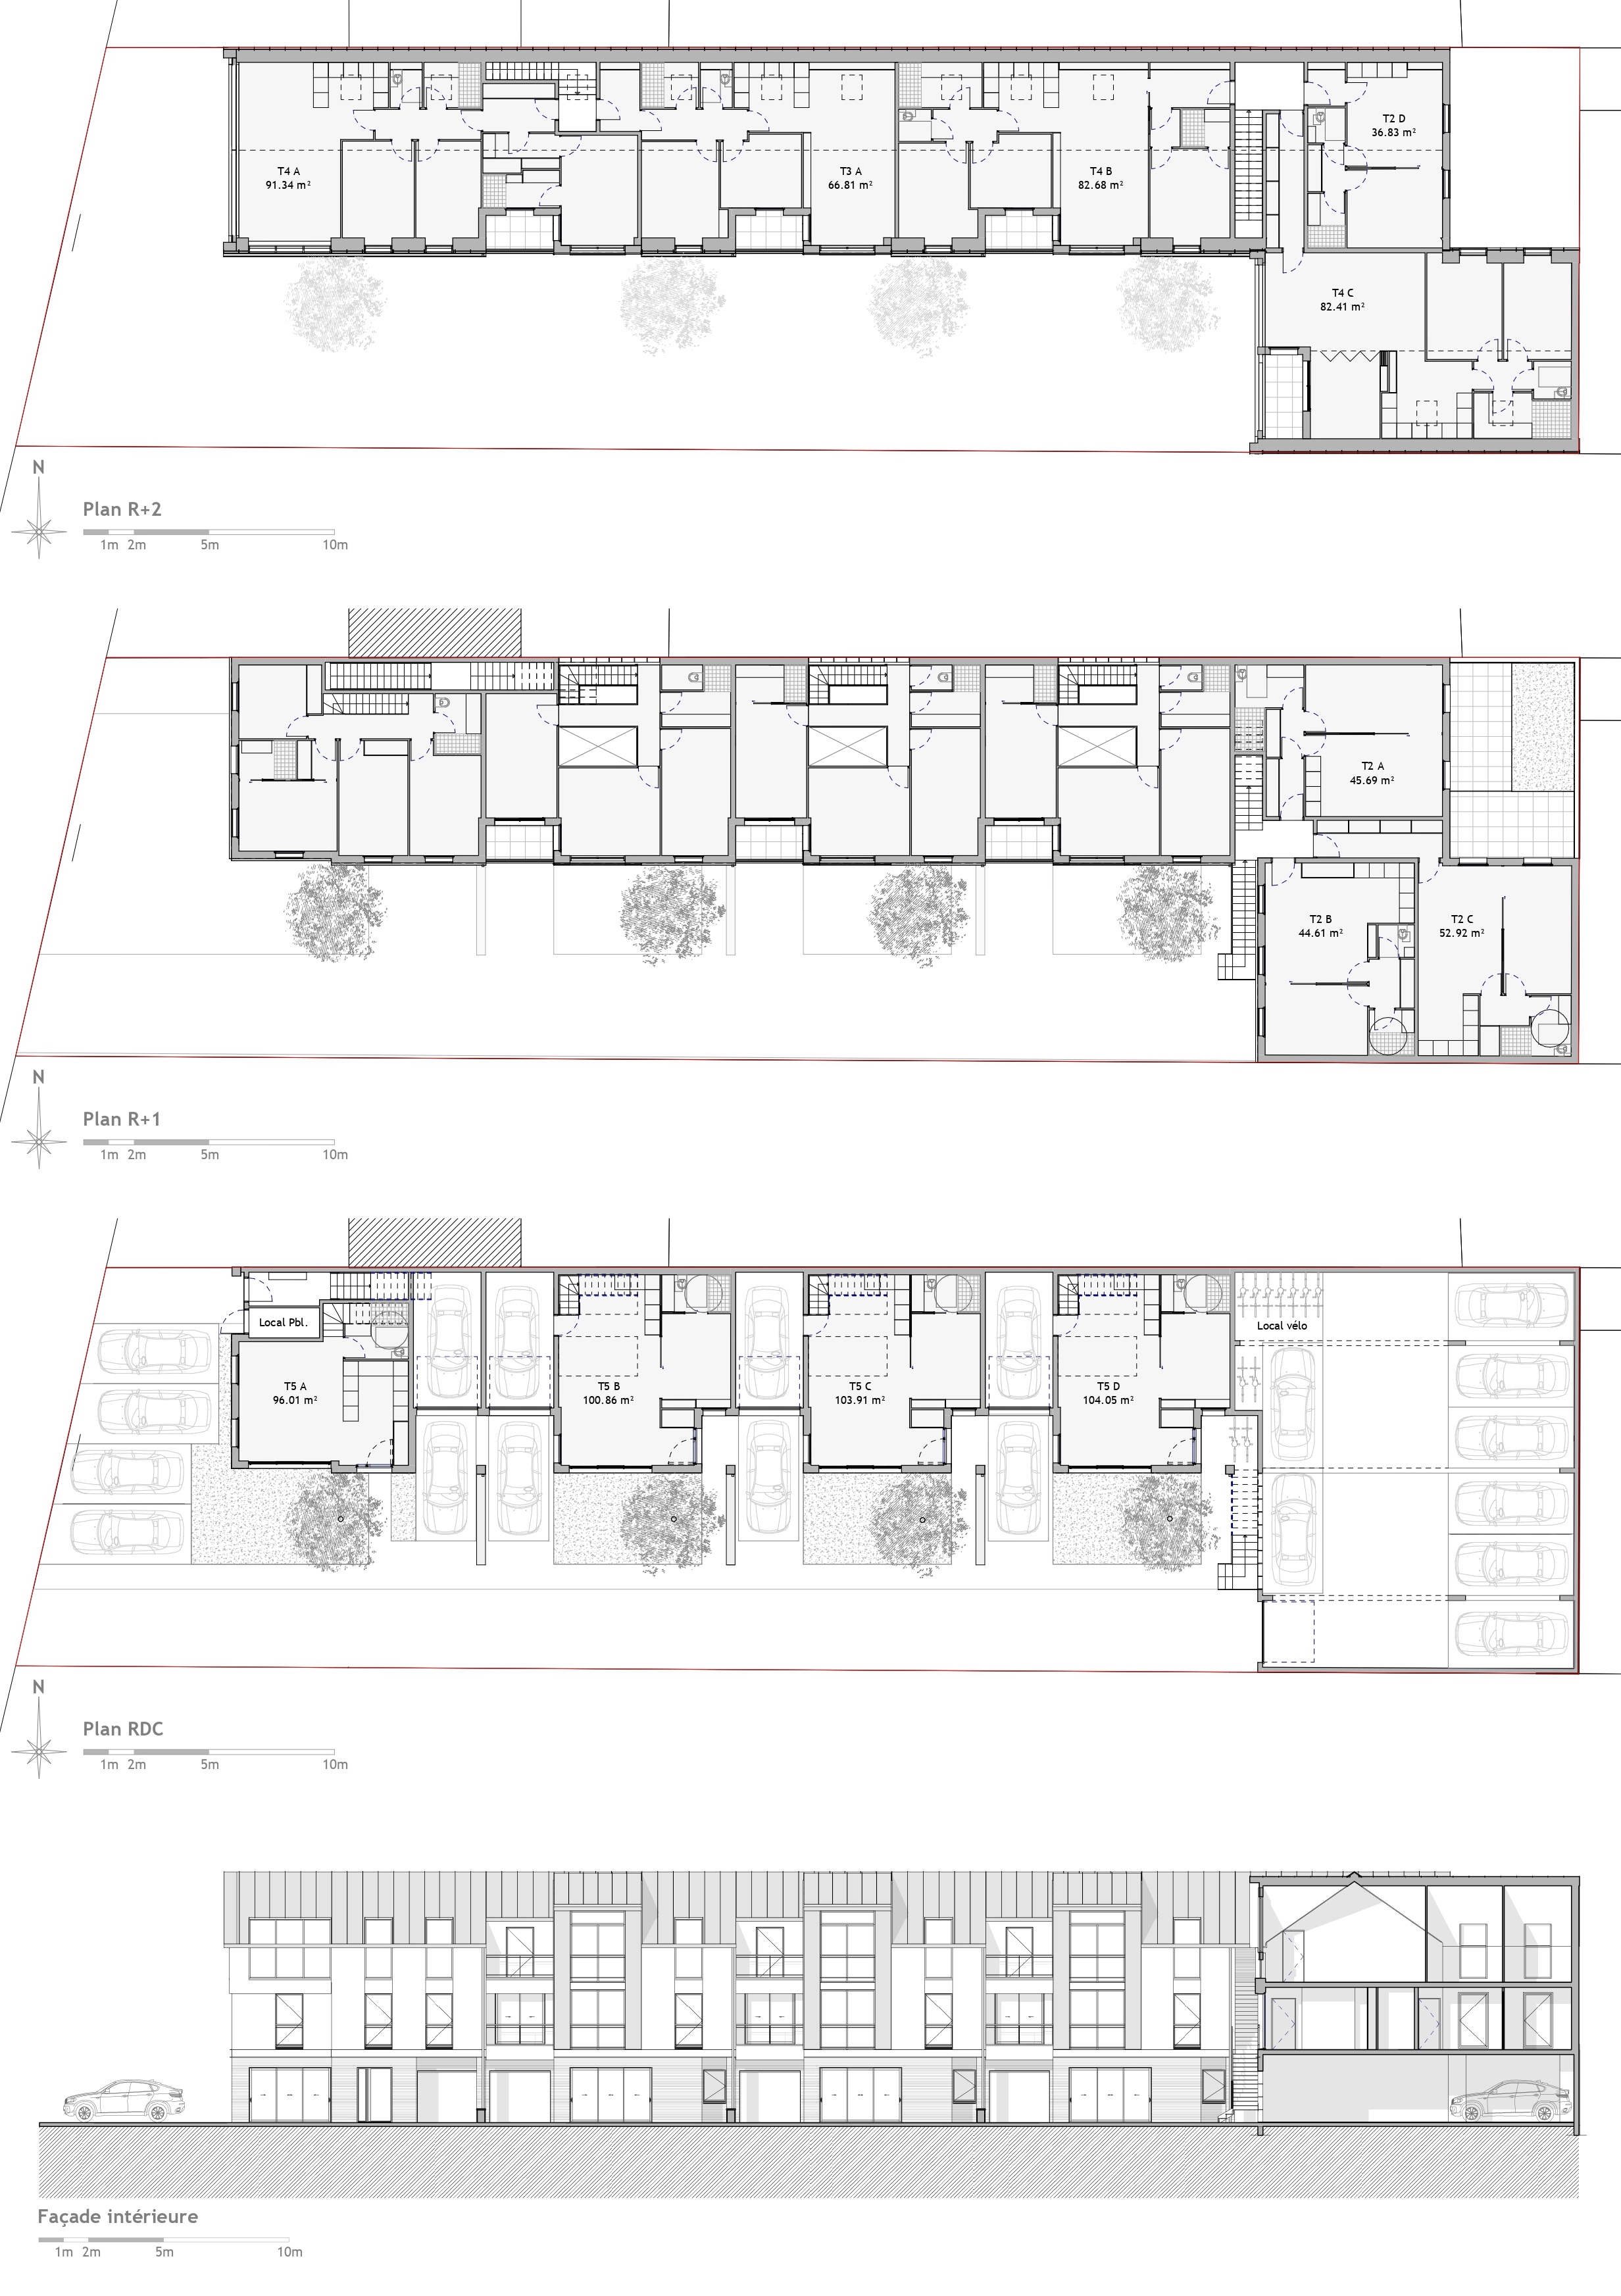 T2 D
36.83 m²
T4 A
91.34 m²
T3 A
66.81 m²
T4 B
82.68 m²
T4 C
82.41 m²
N
Plan R+2
1m 2m 5m 10m
T2 A
45.69 m²
T2 B
44.61 m²
T2 C
52.92 m²
N
Plan R+1
1m 2m 5m 10m
Local Pbl.
Local vélo
T5 A
96.01 m²
T5 B
100.86 m²
T5 C
103.91 m²
T5 D
104.05 m²
N
Plan RDC
1m 2m 5m 10m
Façade intérieure
1m 2m 5m 10m